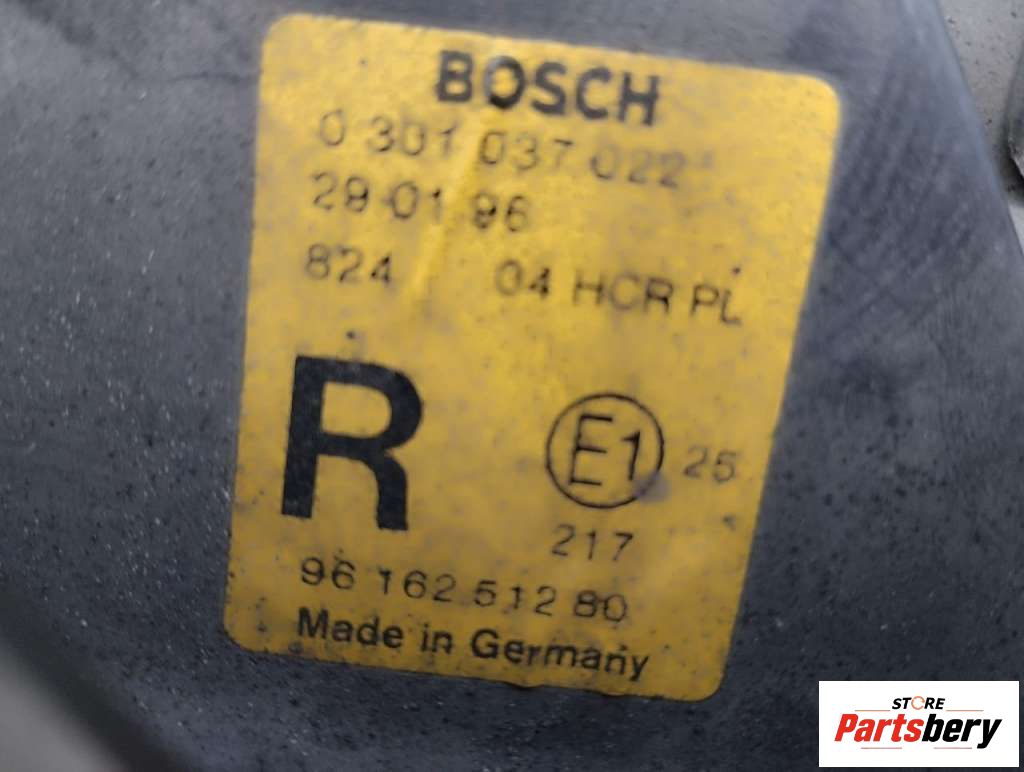 BOSCH
0 301 037 022
29 01 96
824 04 HCR PL
R E1 25
217
96 162 512 80
Made in Germany
STORE
Partsbery